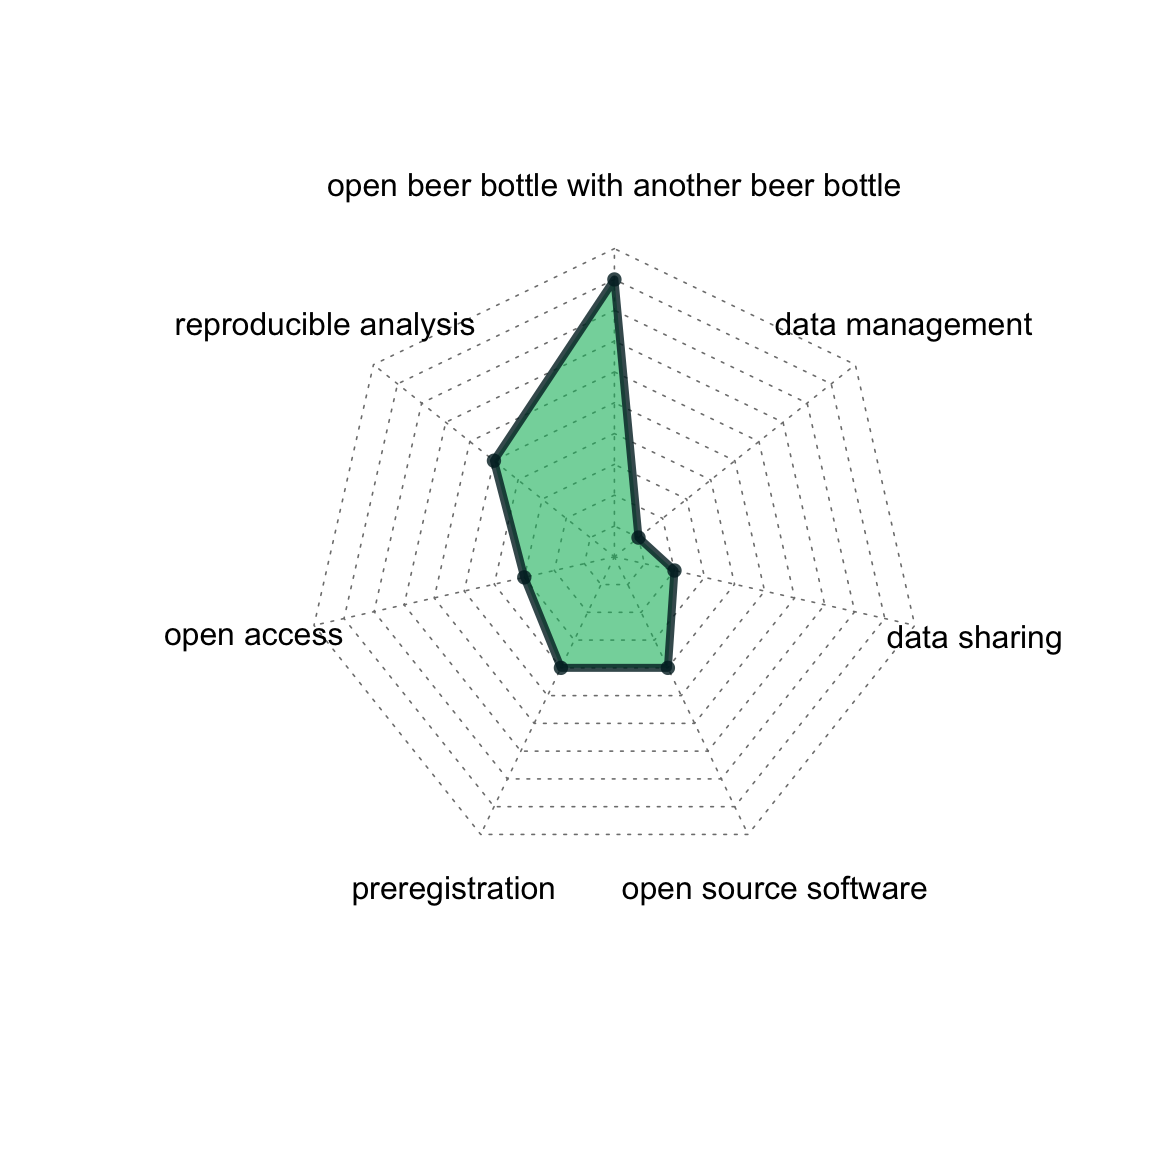 open beer bottle with another beer bottle
reproducible analysis
data management
open access
data sharing
preregistration
open source software